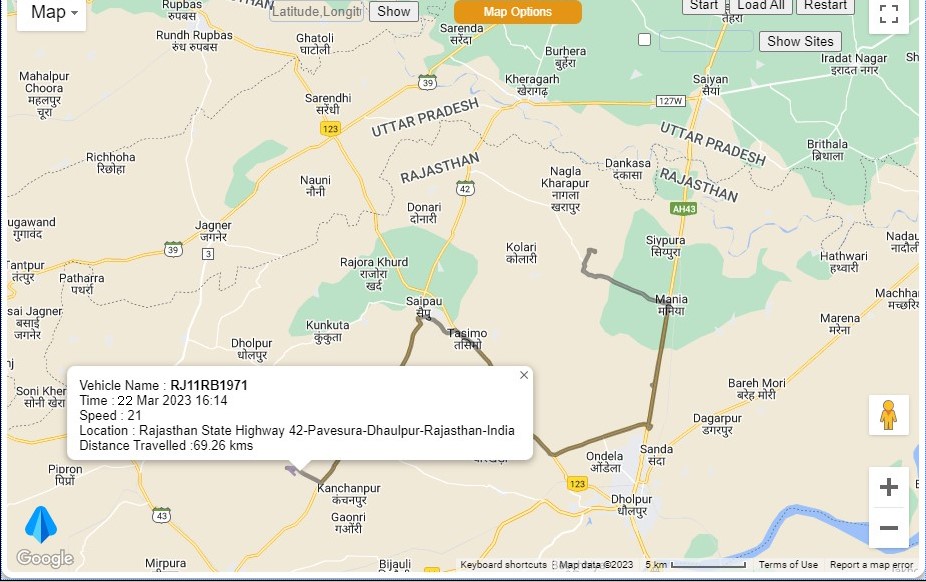 Map
Latitude,Longit
Show
Map Options
Start
Load All
Restart
Show Sites
Rupbas
रुपबस
Rundh Rupbas
रुंध रुपबस
Ghatoli
घाटोली
Sarenda
सरेंदा
Burhera
बुर्हेरा
तेहरा
Iradat Nagar
इरादत नगर
Sh
Mahalpur
Choora
महलपुर
चूरा
39
Kheragarh
खेरागढ़
Saiyan
सैयां
127W
Sarendhi
सरेंधी
123
UTTAR PRADESH
UTTAR PRADESH
Brithala
ब्रिथाला
Richhoha
रिछोहा
RAJASTHAN
RAJASTHAN
Dankasa
दंकासा
Nagla
Kharapur
नागला
खरापुर
Nauni
नौनी
42
Donari
दोनारी
AH43
ugawand
गुगावंद
Jagner
जगनेर
39
3
Kolari
कोलारी
Sivpura
सिय्पुरा
Nadau
नादौली
Hathwari
हथ्वारी
Tantpur
तंत्पुर
Patharra
पथर्रा
Rajora Khurd
राजोरा
खर्द
Saipau
सैपऊ
Mania
मनिया
Machhar
मच्छरि
sai Jagner
बसाई
जगनेर
Kunkuta
कुंकुता
Tasimo
तसिमो
Marena
मरेना
Dholpur
धोलपुर
nj
Soni Kher
सोनी खेरा
Vehicle Name : RJ11RB1971
Time : 22 Mar 2023 16:14
Speed : 21
Location : Rajasthan State Highway 42-Pavesura-Dhaulpur-Rajasthan-India
Distance Travelled :69.26 kms
Bareh Mori
बरेह मोरी
Dagarpur
डगरपुर
Ondela
ओंडेला
Sanda
संदा
Pipron
पिप्रों
Kanchanpur
कंचनपुर
123
Dholpur
धौलपुर
43
Gaonri
गओंरी
Google
Mirpura
Bijauli
Keyboard shortcuts
Map data ©2023
5 km
Terms of Use
Report a map error